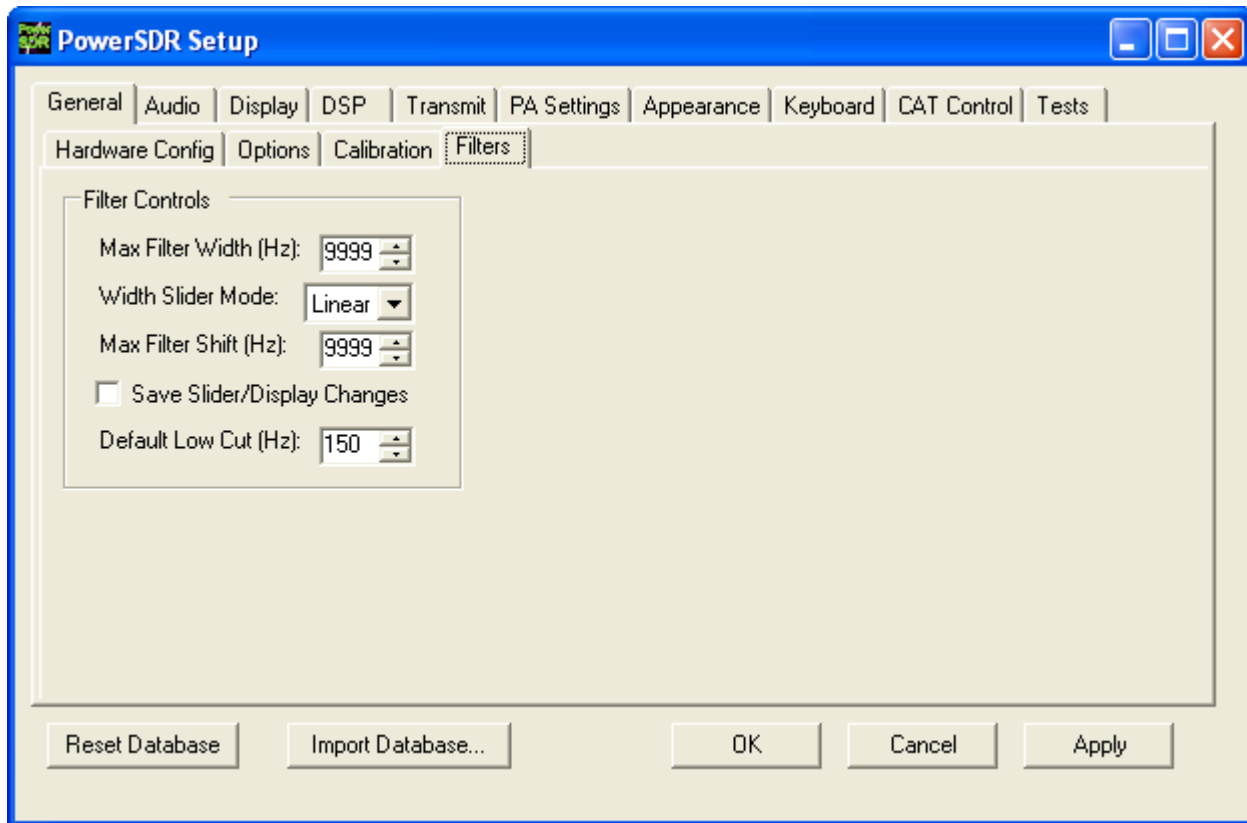 Power SDR PowerSDR Setup
General Audio Display DSP Transmit PA Settings Appearance Keyboard CAT Control Tests
Hardware Config Options Calibration Filters
Filter Controls
Max Filter Width (Hz): 9999
Width Slider Mode: Linear
Max Filter Shift (Hz): 9999
Save Slider/Display Changes
Default Low Cut (Hz): 150
Reset Database Import Database... OK Cancel Apply